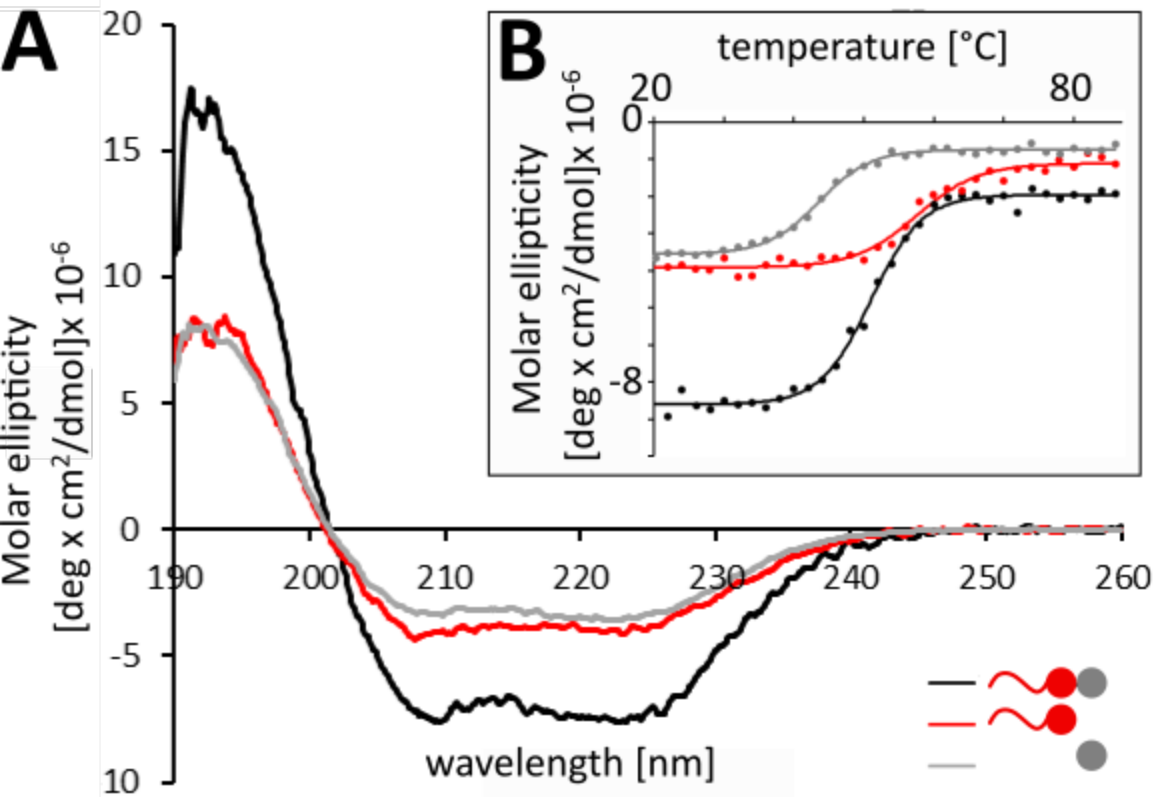 A
20
15
10
5
0
-5
10
Molar ellipticity
[deg x cm²/dmol]x 10⁻⁶
190 200 210 220 230 240 250 260
wavelength [nm]
B
temperature [°C]
20 80
0
-8
Molar ellipticity
[deg x cm²/dmol]x 10⁻⁶